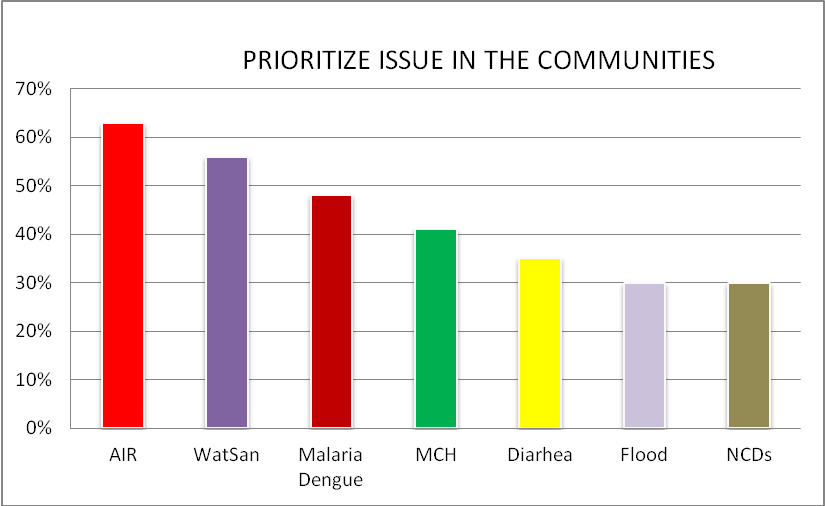 PRIORITIZE ISSUE IN THE COMMUNITIES
70%
60%
50%
40%
30%
20%
10%
0%
AIR
WatSan
Malaria
Dengue
MCH
Diarhea
Flood
NCDs